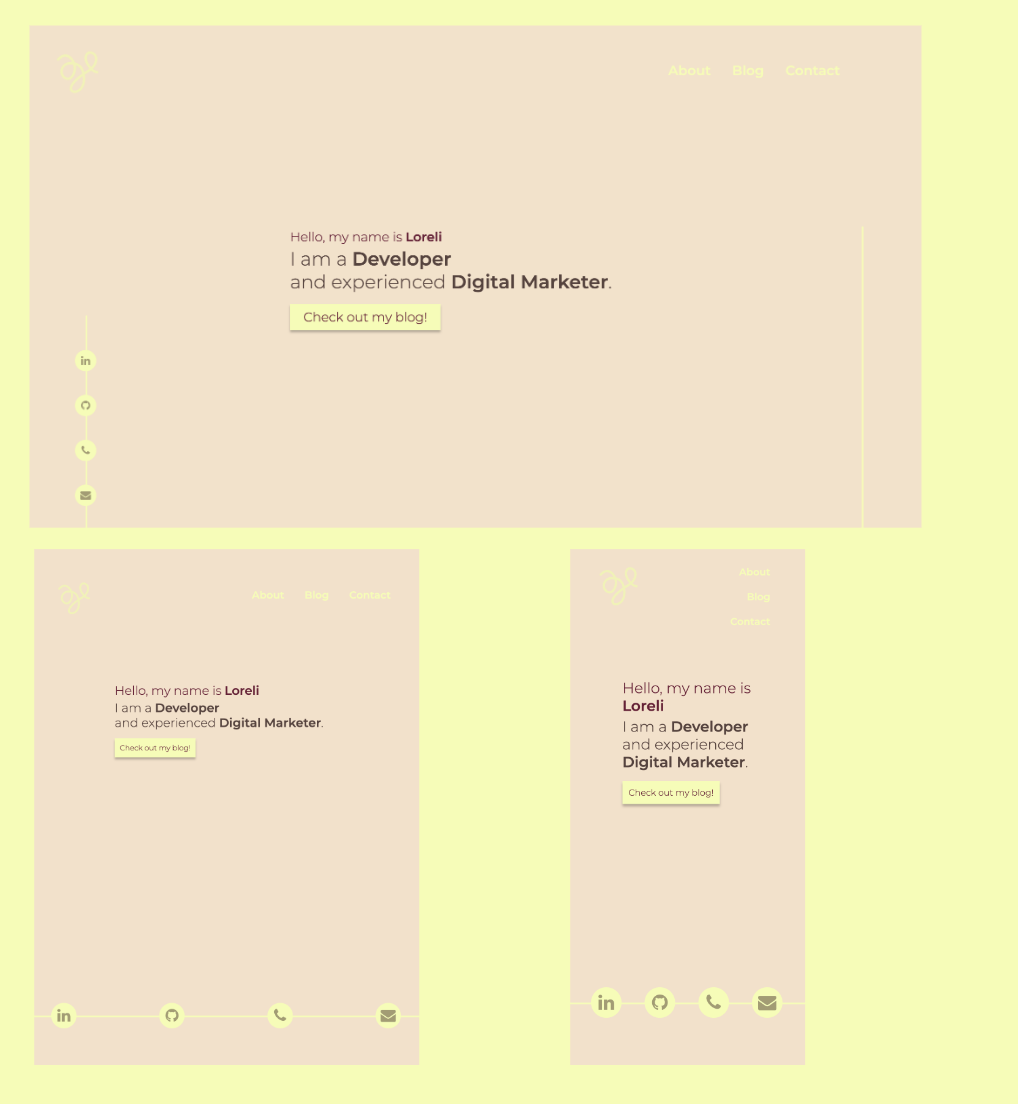 About Blog Contact
Hello, my name is Loreli
I am a Developer
and experienced Digital Marketer.
Check out my blog!
About Blog Contact
Hello, my name is Loreli
I am a Developer
and experienced Digital Marketer.
Check out my blog!
About
Blog
Contact
Hello, my name is
Loreli
I am a Developer
and experienced
Digital Marketer.
Check out my blog!